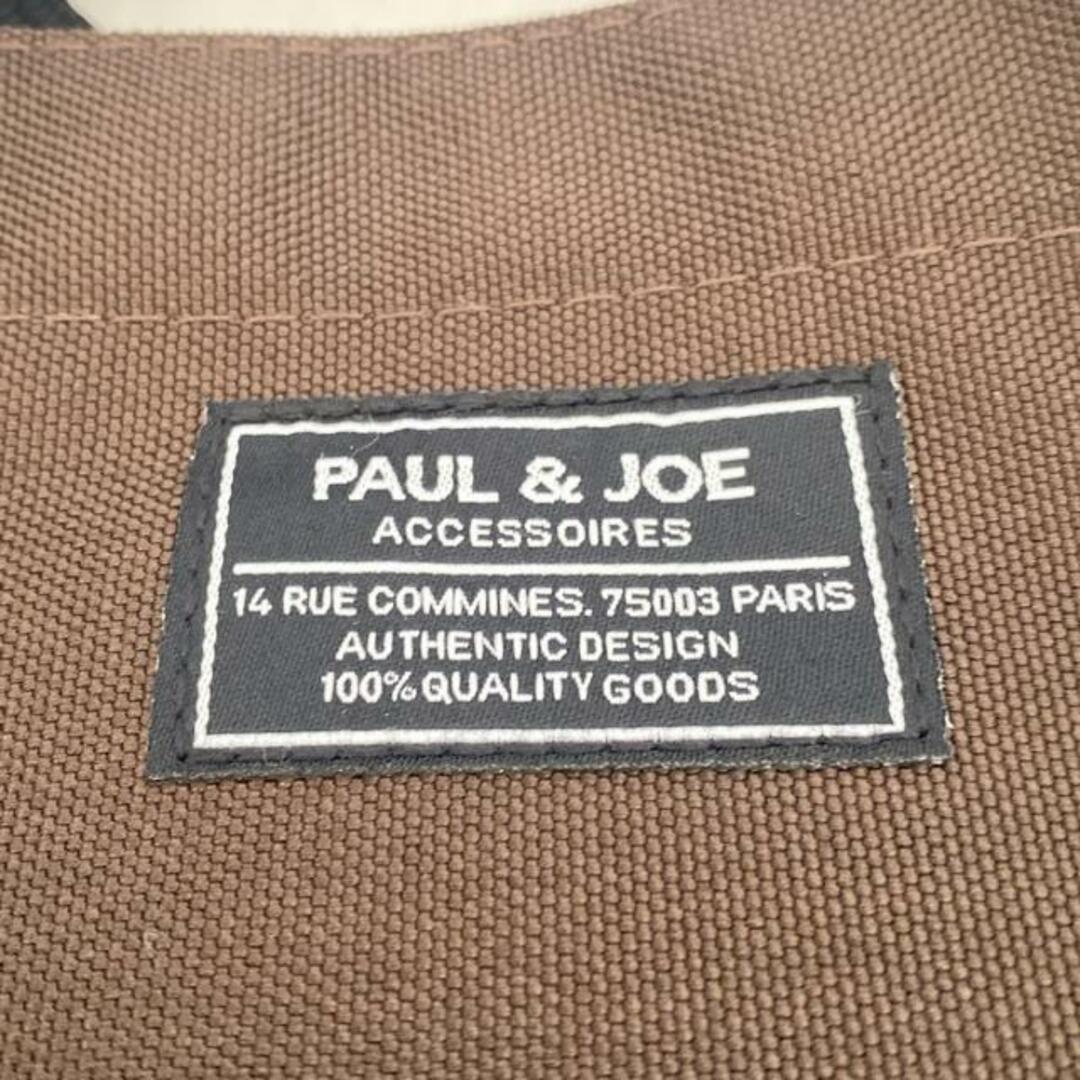 PAUL & JOE
ACCESSOIRES
14 RUE COMMINES. 75003 PARIS
AUTHENTIC DESIGN
100% QUALITY GOODS